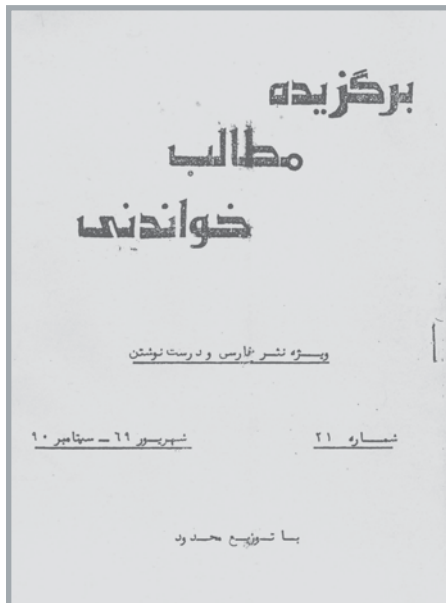 برگزیده
مطالب
خواندنی
ویژه نثر فارسی و درست نوشتن
شماره ۲۱
شهریور ۶۹ - سپتامبر ۹۰
با توزیع محدود